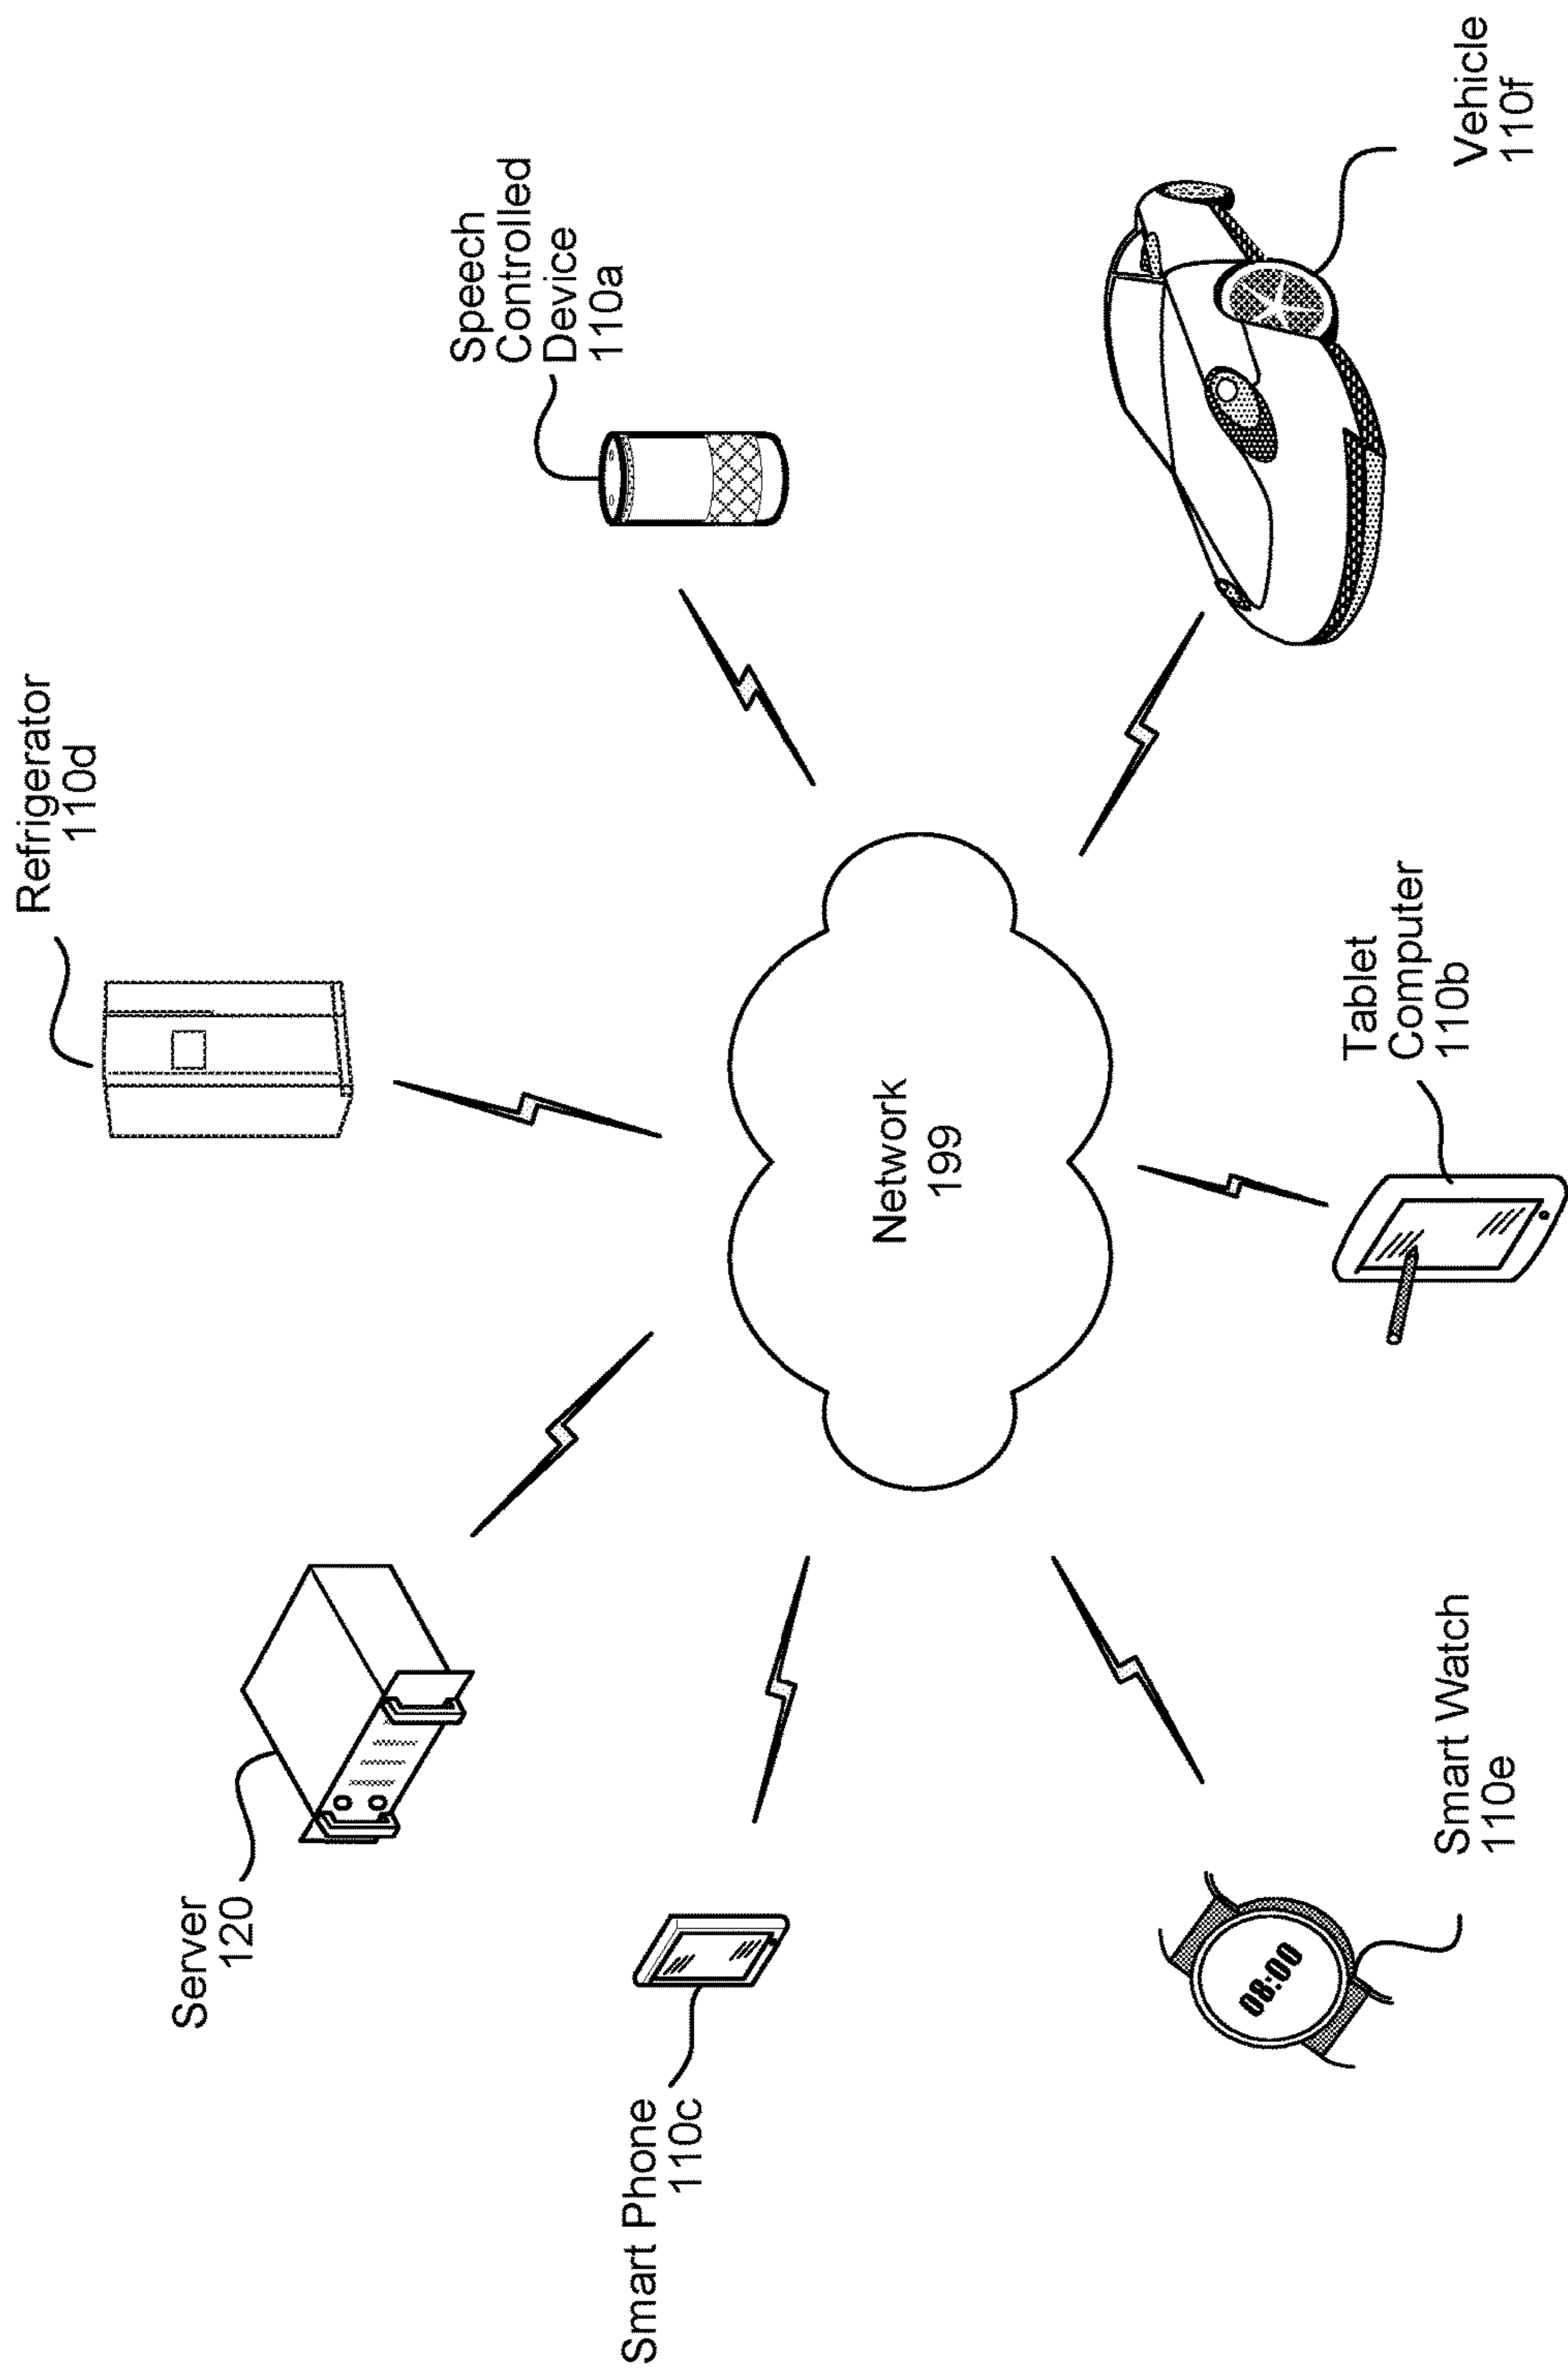 Refrigerator
110d
Server
120
Speech
Controlled
Device
110a
Smart Phone
110c
Network
199
08:00
Smart Watch
110e
Tablet
Computer
110b
Vehicle
110f